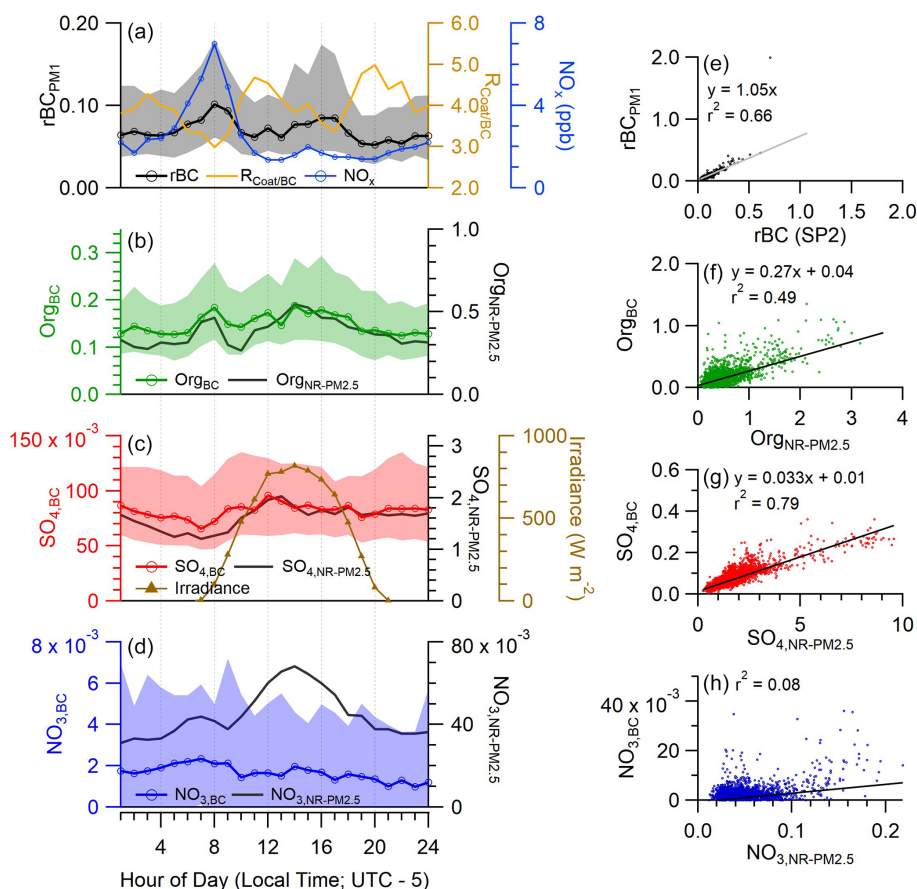 (a)
rBC_PM1
0.10
0.00
6.0
5.0
4.0
3.0
2.0
R_Coat/BC
8
4
0
NO_x (ppb)
rBC R_Coat/BC NO_x
(b)
Org_BC
0.3
0.2
0.1
0.0
1.0
0.5
0.0
Org_NR-PM2.5
Org_BC Org_NR-PM2.5
(c)
SO_4,BC
150 x 10^-3
100
50
0
3
2
1
0
SO_4,NR-PM2.5
1000
500
0
Irradiance (W m^-2)
SO_4,BC SO_4,NR-PM2.5
Irradiance
(d)
NO_3,BC
8 x 10^-3
6
4
2
0
80 x 10^-3
40
0
NO_3,NR-PM2.5
NO_3,BC NO_3,NR-PM2.5
4 8 12 16 20 24
Hour of Day (Local Time; UTC - 5)
(e)
y = 1.05x
r^2 = 0.66
rBC_PM1
2.0
1.0
0.0
0.0 0.5 1.0 1.5 2.0
rBC (SP2)
(f) y = 0.27x + 0.04
r^2 = 0.49
Org_BC
2.0
1.0
0.0
0 1 2 3 4
Org_NR-PM2.5
(g) y = 0.033x + 0.01
r^2 = 0.79
SO_4,BC
0.6
0.4
0.2
0.0
0 5 10
SO_4,NR-PM2.5
(h) r^2 = 0.08
NO_3,BC
40 x 10^-3
20
0
0.0 0.1 0.2
NO_3,NR-PM2.5